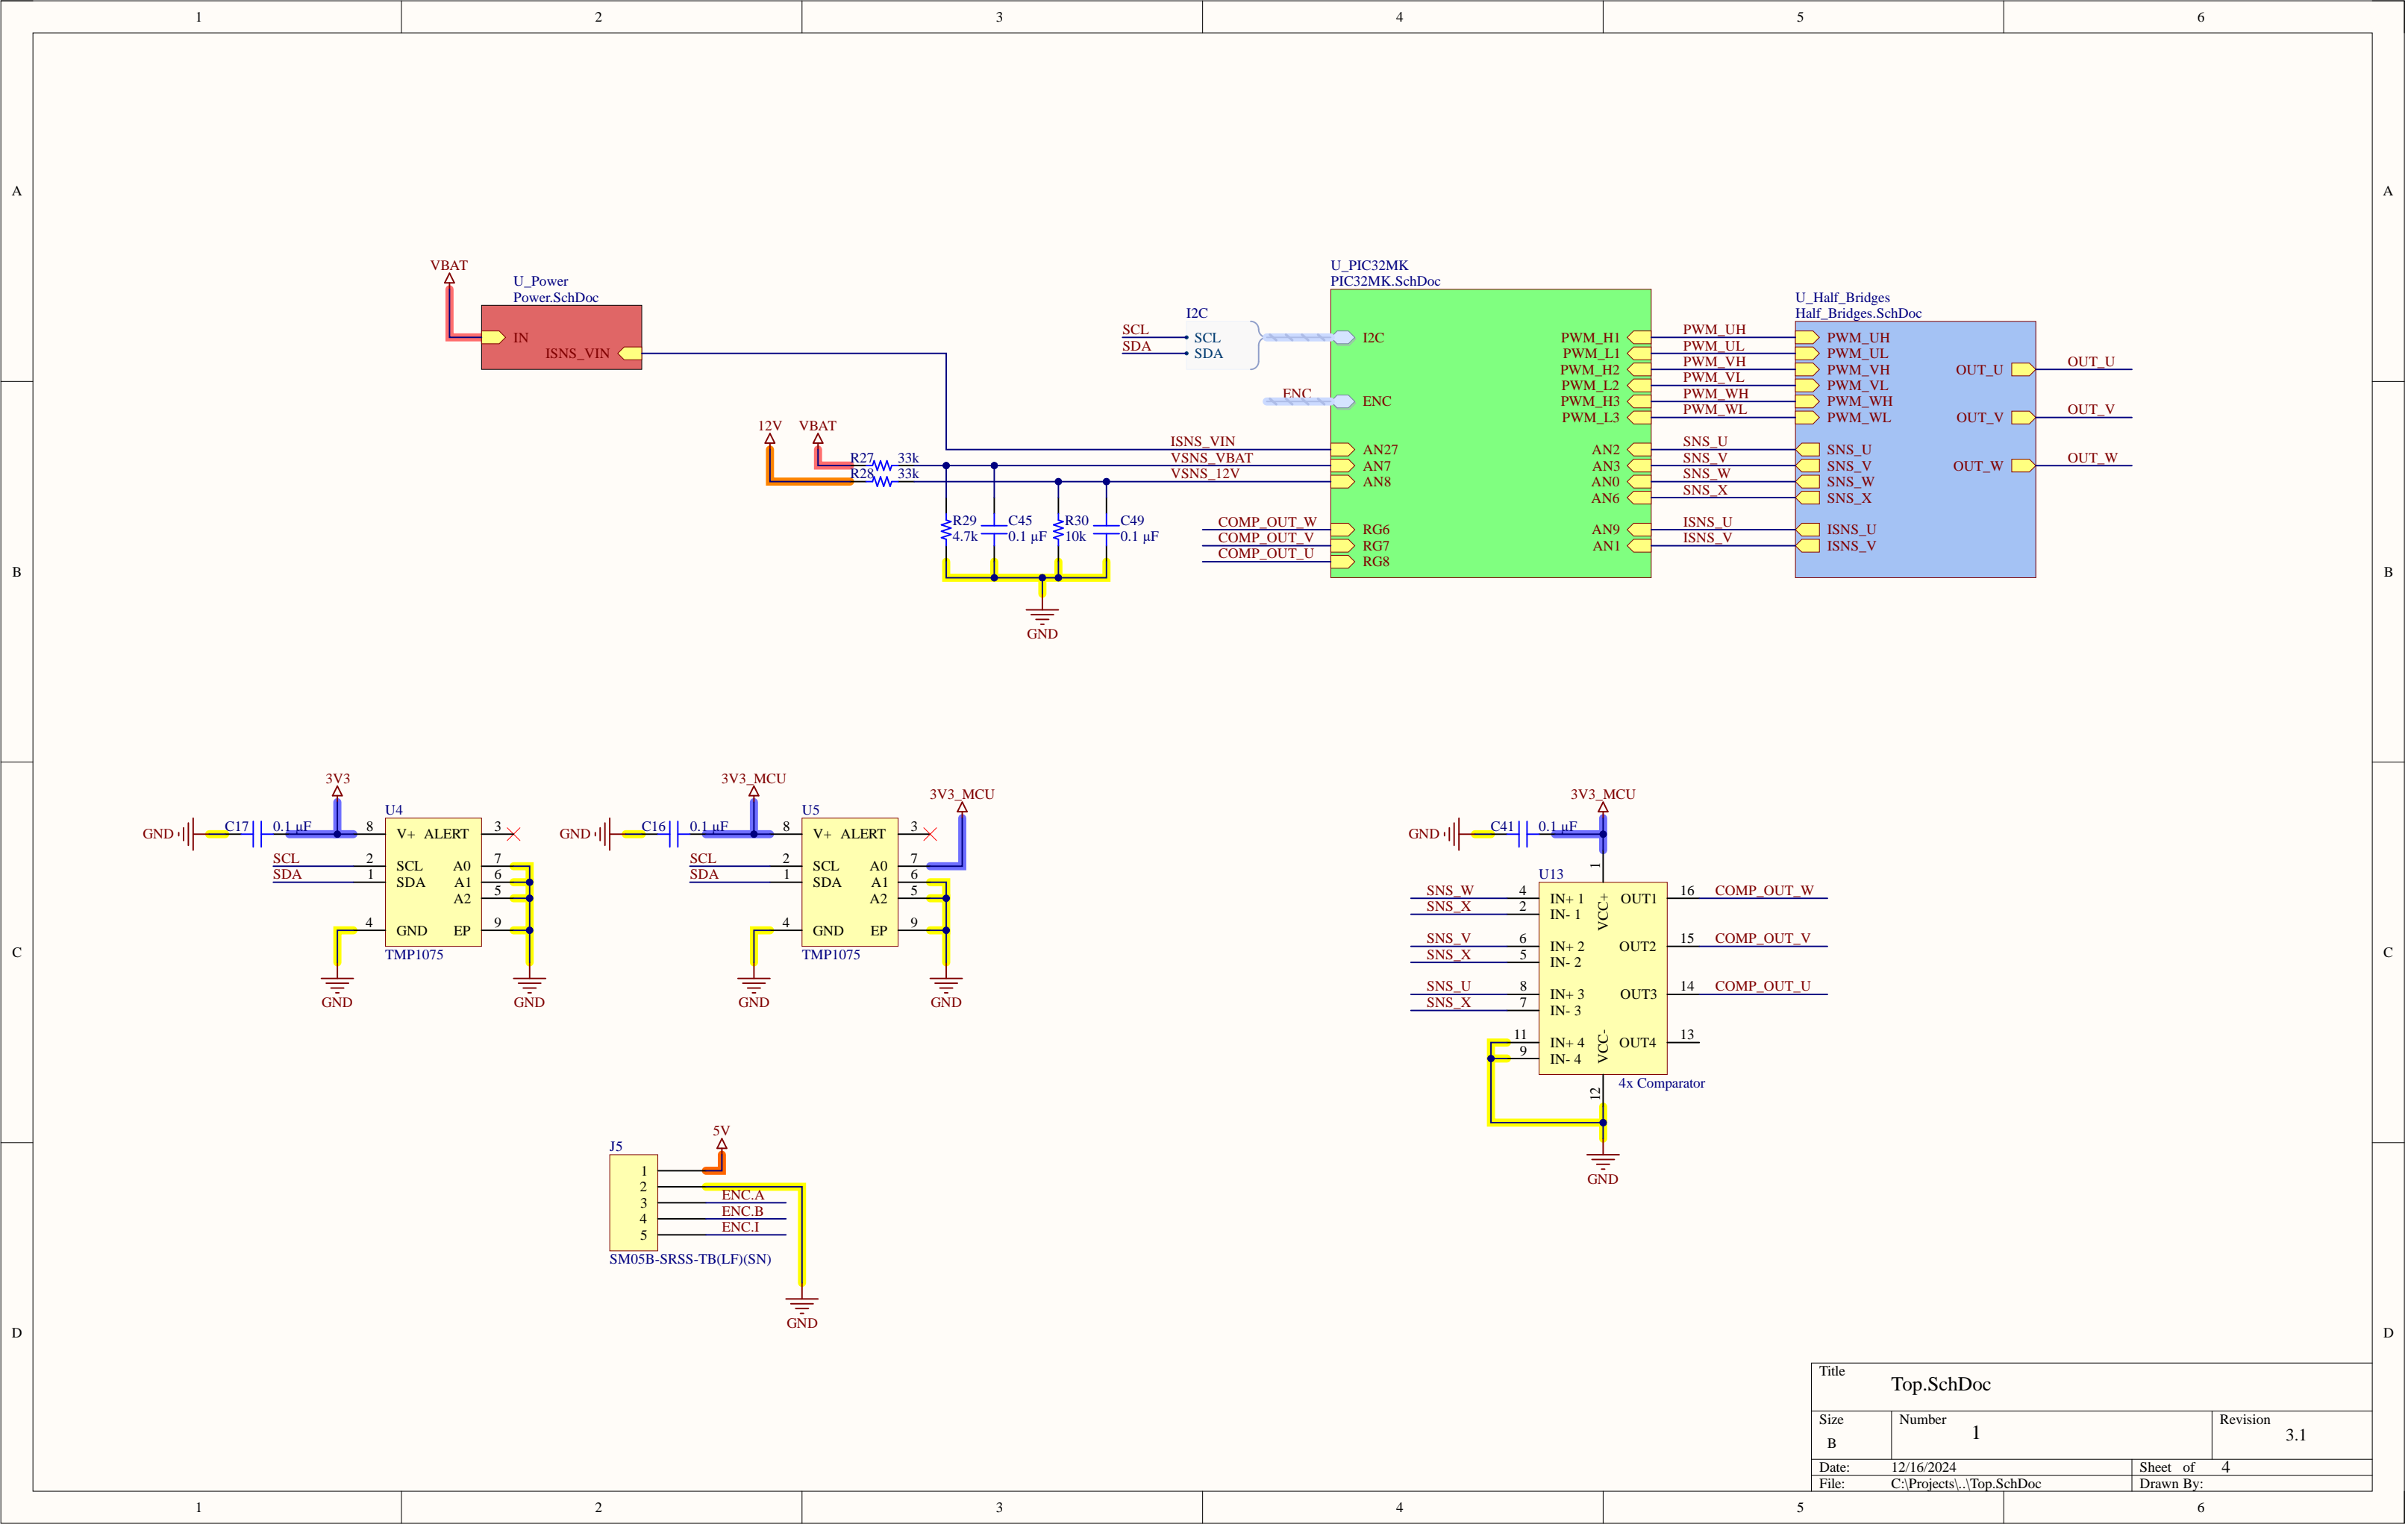 1 2 3 4 5 6
A A
B B
C C
D D
VBAT
U_Power
Power.SchDoc
IN
ISNS_VIN
I2C
SCL SCL
SDA SDA
ENC
U_PIC32MK
PIC32MK.SchDoc
I2C PWM_H1
PWM_L1
PWM_H2
PWM_L2
ENC PWM_H3
PWM_L3
AN27 AN2
AN7 AN3
AN8 AN0
AN6
RG6 AN9
RG7 AN1
RG8
PWM_UH
PWM_UL
PWM_VH
PWM_VL
PWM_WH
PWM_WL
SNS_U
SNS_V
SNS_W
SNS_X
ISNS_U
ISNS_V
U_Half_Bridges
Half_Bridges.SchDoc
PWM_UH
PWM_UL
PWM_VH OUT_U OUT_U
PWM_VL
PWM_WH
PWM_WL OUT_V OUT_V
SNS_U
SNS_V OUT_W OUT_W
SNS_W
SNS_X
ISNS_U
ISNS_V
12V VBAT
ISNS_VIN
R27 33k VSNS_VBAT
R28 33k VSNS_12V
R29 C45 R30 C49
4.7k 0.1 µF 10k 0.1 µF
GND
COMP_OUT_W
COMP_OUT_V
COMP_OUT_U
3V3
U4
GND C17 0.1 µF 8 V+ ALERT 3
SCL 2 SCL A0 7
SDA 1 SDA A1 6
A2 5
4 GND EP 9
TMP1075
GND GND
3V3_MCU
3V3_MCU
U5
GND C16 0.1 µF 8 V+ ALERT 3
SCL 2 SCL A0 7
SDA 1 SDA A1 6
A2 5
4 GND EP 9
TMP1075
GND GND
3V3_MCU
GND C41 0.1 µF
1
U13
SNS_W 4 IN+ 1 VCC+ OUT1 16 COMP_OUT_W
SNS_X 2 IN- 1
SNS_V 6 IN+ 2 OUT2 15 COMP_OUT_V
SNS_X 5 IN- 2
SNS_U 8 IN+ 3 OUT3 14 COMP_OUT_U
SNS_X 7 IN- 3
11 IN+ 4 VCC- OUT4 13
9 IN- 4
12 4x Comparator
GND
5V
J5
1
2
3 ENC.A
4 ENC.B
5 ENC.I
SM05B-SRSS-TB(LF)(SN)
GND
Title
Top.SchDoc
Size Number Revision
B 1 3.1
Date: 12/16/2024 Sheet of 4
File: C:\Projects\..\Top.SchDoc Drawn By:
1 2 3 4 5 6